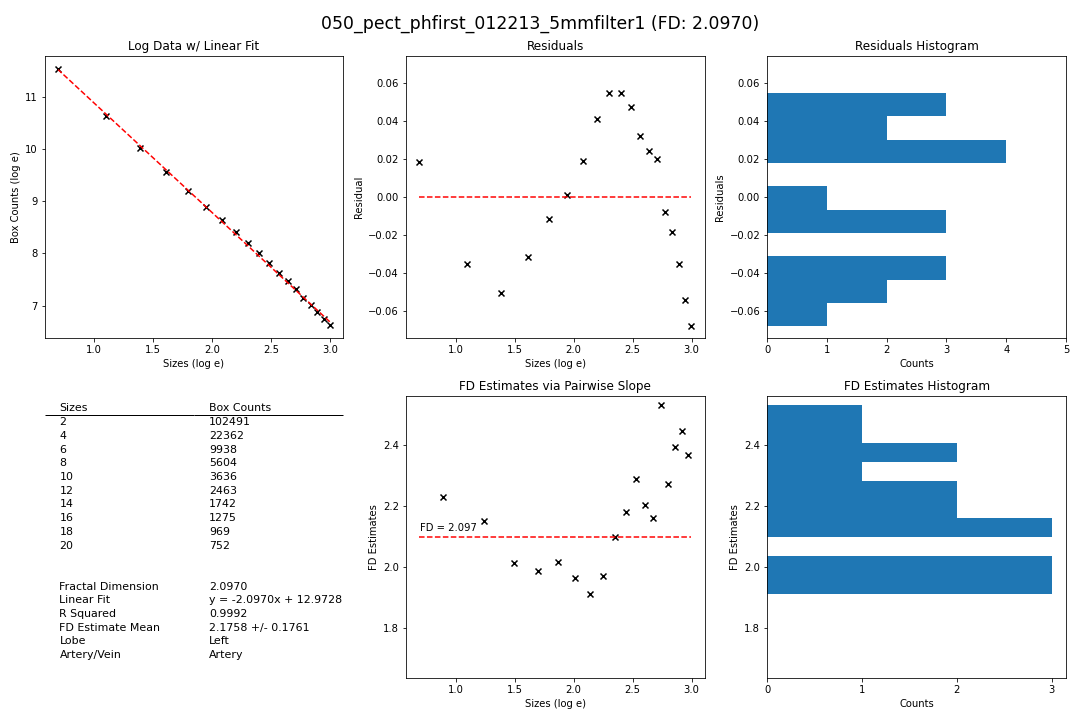 050_pect_phfirst_012213_5mmfilter1 (FD: 2.0970)
Log Data w/ Linear Fit
Box Counts (log e)
11
10
9
8
7
1.0 1.5 2.0 2.5 3.0
Sizes (log e)
Residuals
Residual
0.06
0.04
0.02
0.00
−0.02
−0.04
−0.06
1.0 1.5 2.0 2.5 3.0
Sizes (log e)
Residuals Histogram
Residuals
0.06
0.04
0.02
0.00
−0.02
−0.04
−0.06
0 1 2 3 4 5
Counts
Sizes Box Counts
2 102491
4 22362
6 9938
8 5604
10 3636
12 2463
14 1742
16 1275
18 969
20 752
Fractal Dimension 2.0970
Linear Fit y = -2.0970x + 12.9728
R Squared 0.9992
FD Estimate Mean 2.1758 +/- 0.1761
Lobe Left
Artery/Vein Artery
FD Estimates via Pairwise Slope
FD Estimates
2.4
2.2
2.0
1.8
FD = 2.097
1.0 1.5 2.0 2.5 3.0
Sizes (log e)
FD Estimates Histogram
FD Estimates
2.4
2.2
2.0
1.8
0 1 2 3
Counts